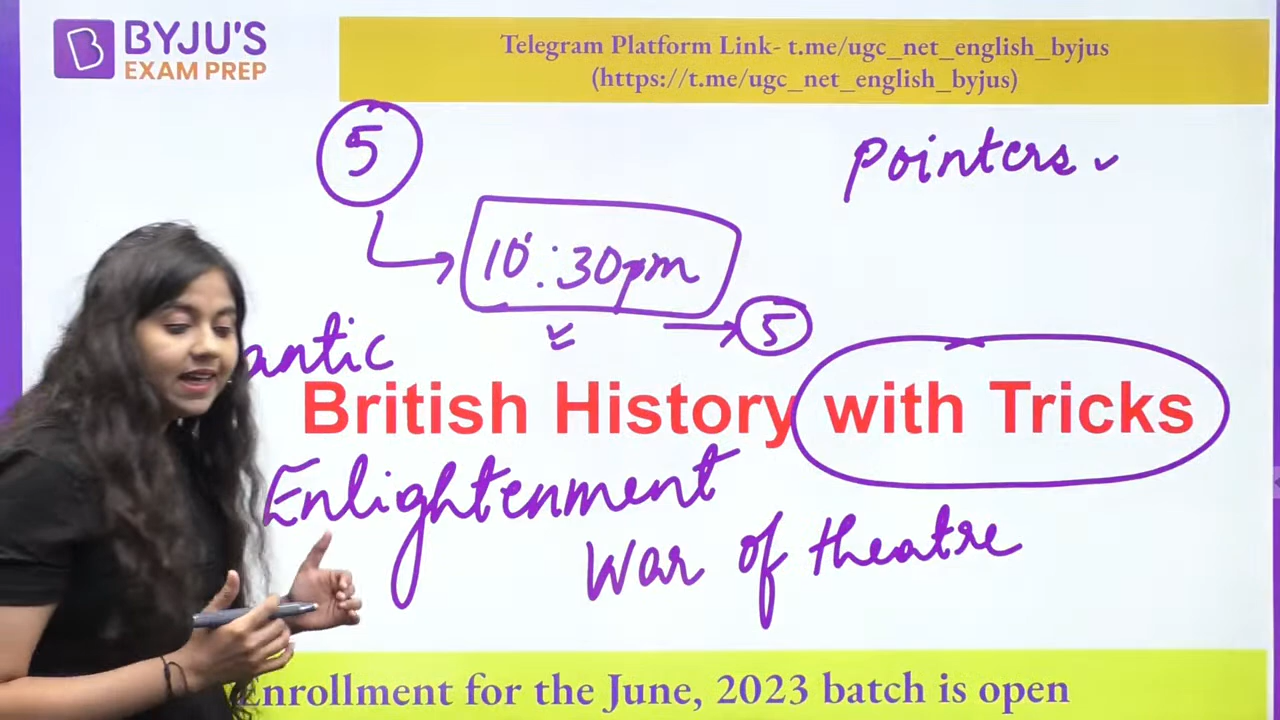 BYJU'S
EXAM PREP
Telegram Platform Link- t.me/ugc_net_english_byjus
(https://t.me/ugc_net_english_byjus)
5
pointers
10:30pm
5
antic
British History with Tricks
Enlightenment
War of theatre
Enrollment for the June, 2023 batch is open